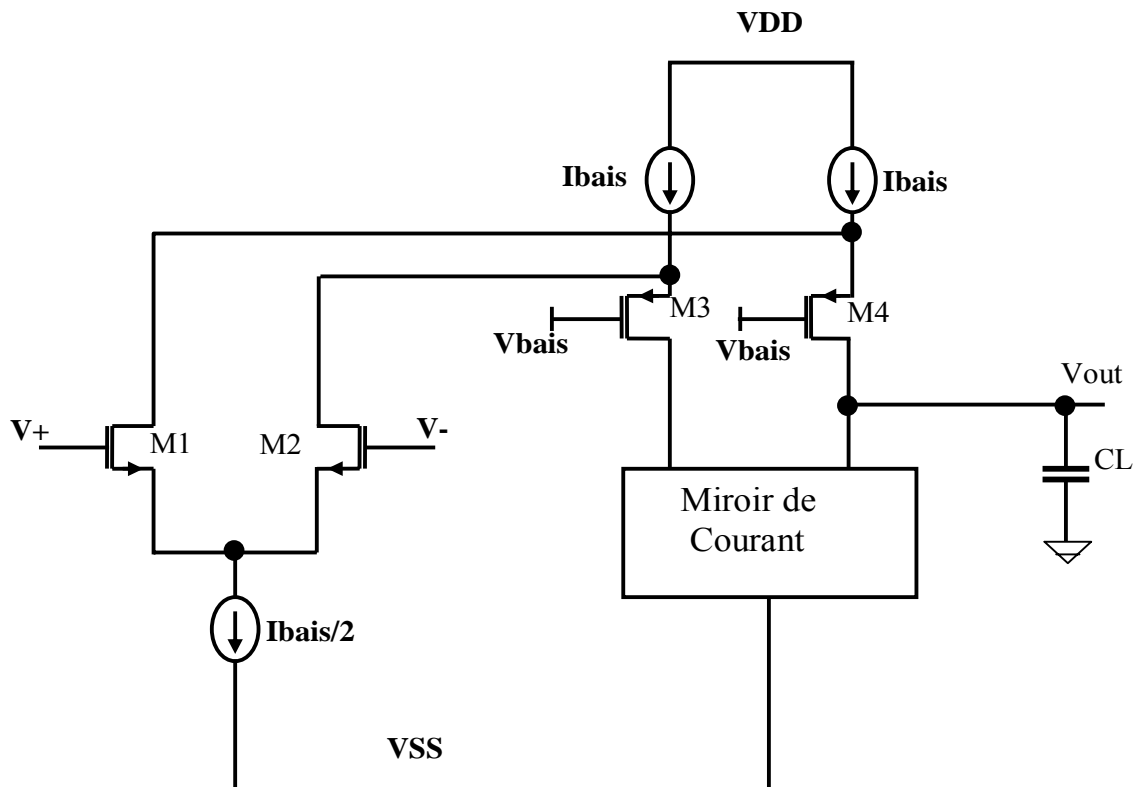 VDD
Ibais
Ibais
M3
M4
Vbais
Vbais
Vout
V+
M1
M2
V-
CL
Miroir de
Courant
Ibais/2
VSS